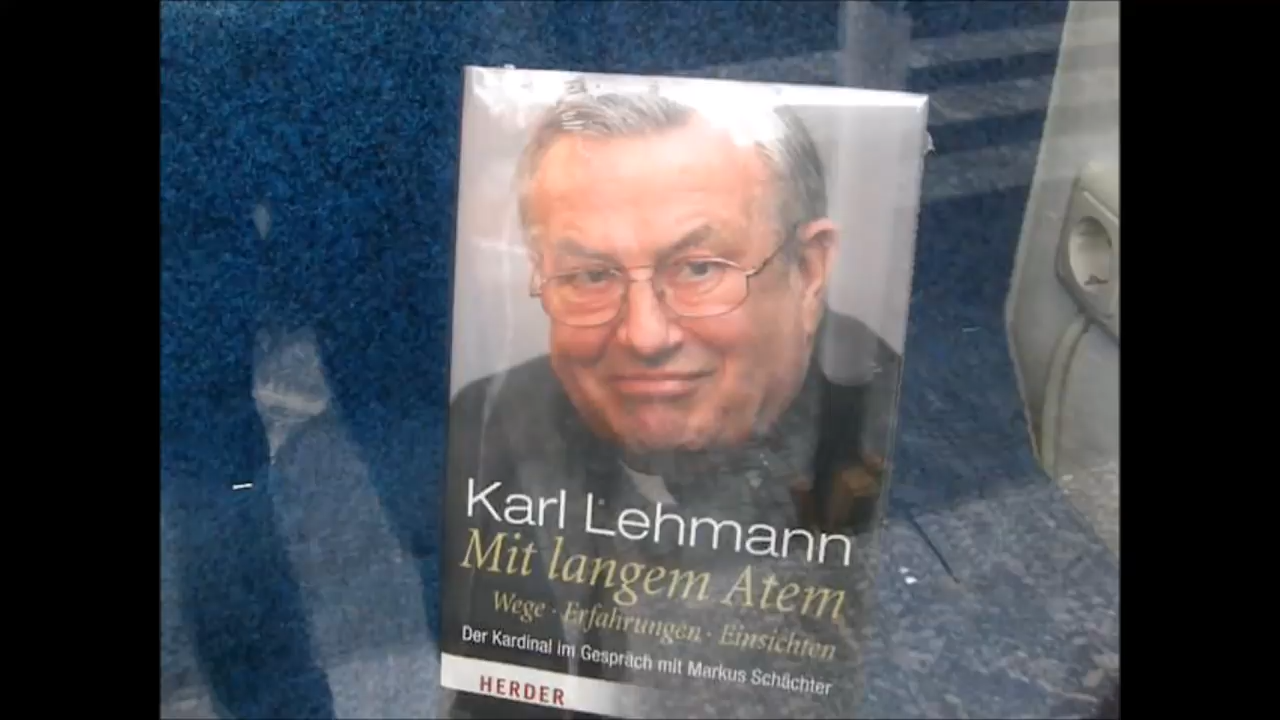 Karl Lehmann
Mit langem Atem
Wege · Erfahrungen · Einsichten
Der Kardinal im Gespräch mit Markus Schächter
HERDER